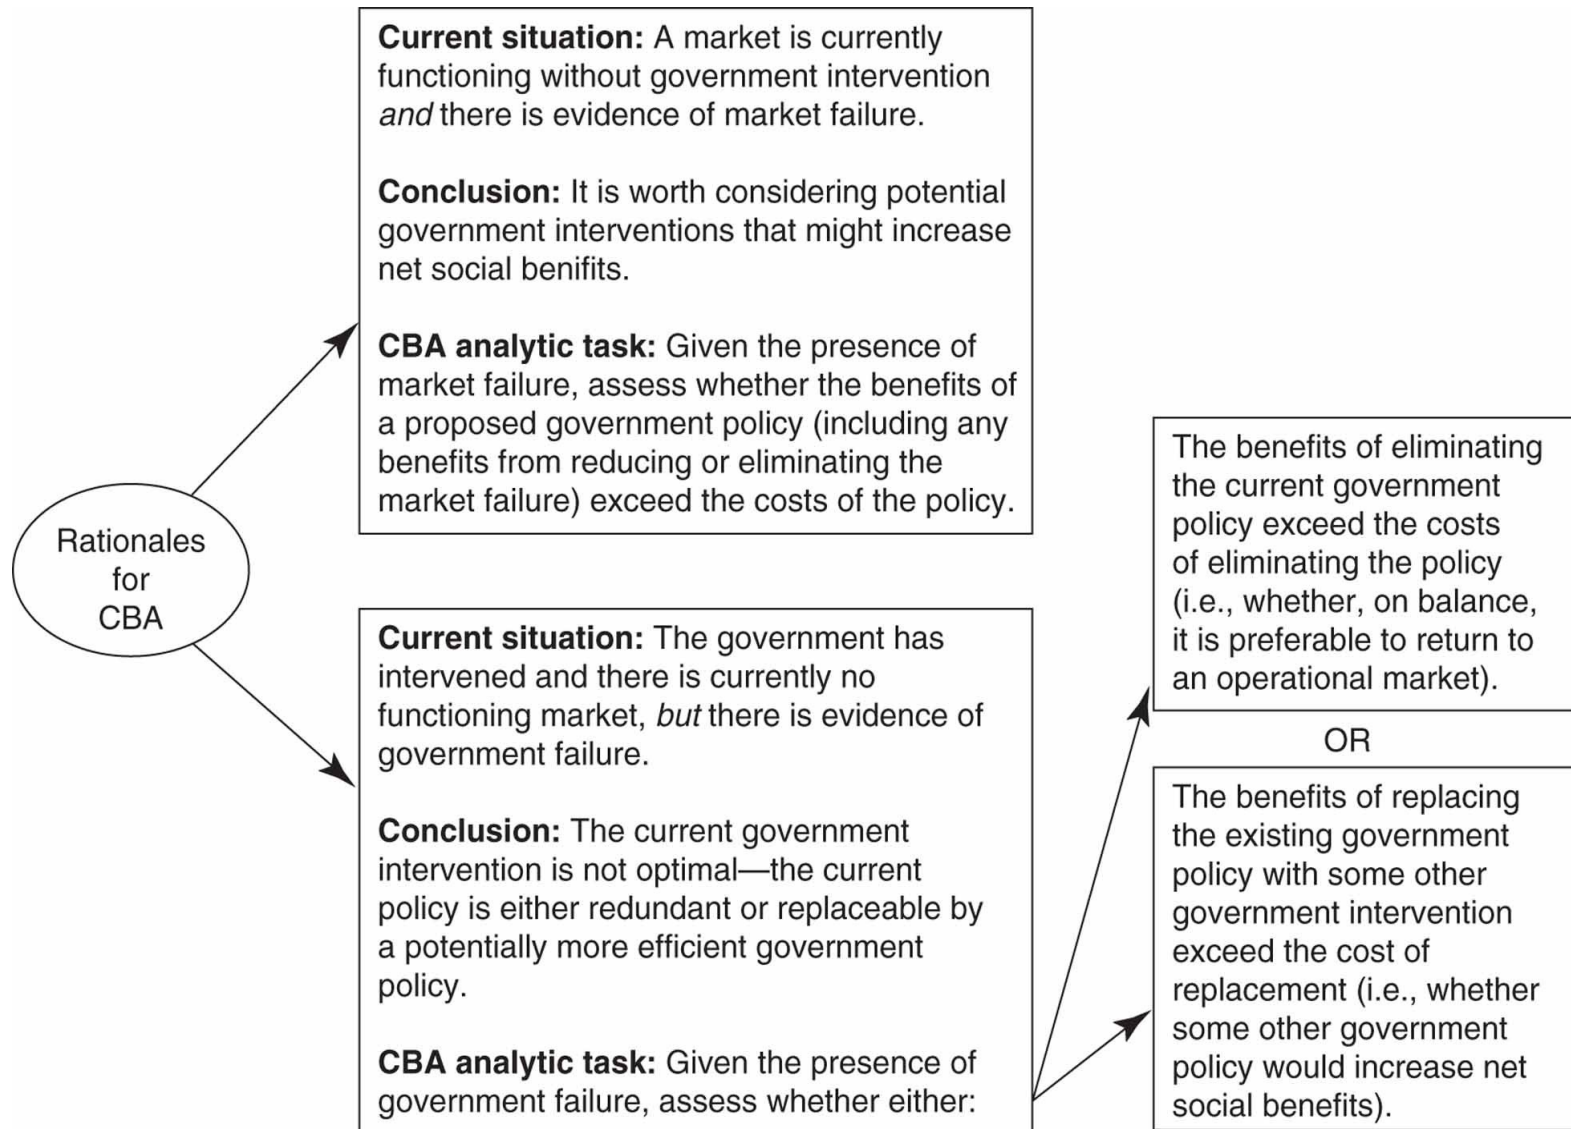 Rationales
for
CBA
Current situation: A market is currently
functioning without government intervention
and there is evidence of market failure.
Conclusion: It is worth considering potential
government interventions that might increase
net social benifits.
CBA analytic task: Given the presence of
market failure, assess whether the benefits of
a proposed government policy (including any
benefits from reducing or eliminating the
market failure) exceed the costs of the policy.
Current situation: The government has
intervened and there is currently no
functioning market, but there is evidence of
government failure.
Conclusion: The current government
intervention is not optimal—the current
policy is either redundant or replaceable by
a potentially more efficient government
policy.
CBA analytic task: Given the presence of
government failure, assess whether either:
The benefits of eliminating
the current government
policy exceed the costs
of eliminating the policy
(i.e., whether, on balance,
it is preferable to return to
an operational market).
OR
The benefits of replacing
the existing government
policy with some other
government intervention
exceed the cost of
replacement (i.e., whether
some other government
policy would increase net
social benefits).